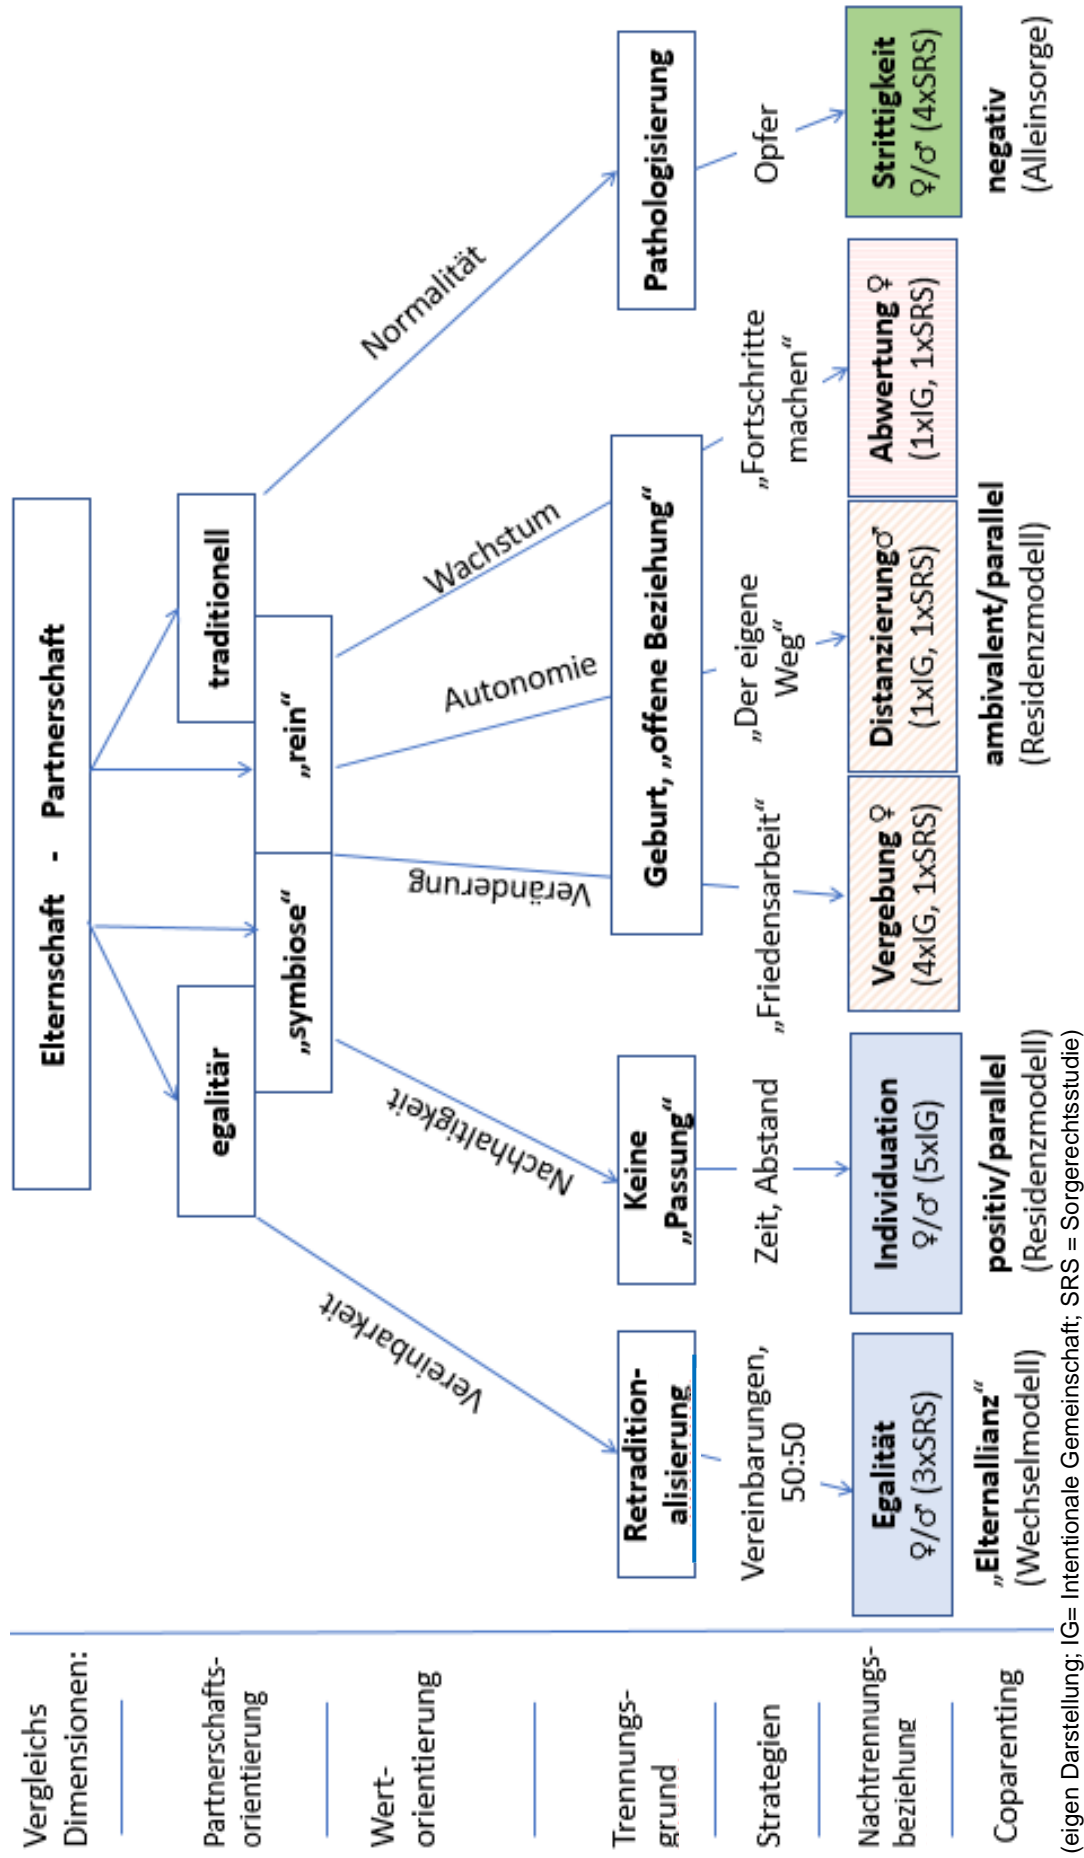 Vergleichs
Dimensionen:
Elternschaft - Partnerschaft
Partnerschafts-
orientierung
egalitär
traditionell
„symbiose“
„rein“
Wert-
orientierung
Vereinbarkeit
Nachhaltigkeit
Veränderung
Autonomie
Wachstum
Normalität
Trennungs-
grund
Retradition-
alisierung
Keine
„Passung“
Geburt, „offene Beziehung“
Pathologisierung
Strategien
Vereinbarungen,
50:50
Zeit, Abstand
„Friedensarbeit“
„Der eigene
Weg“
„Fortschritte
machen“
Opfer
Nachtrennungs-
beziehung
Egalität
♀/♂ (3xSRS)
Individuation
♀/♂ (5xIG)
Vergebung ♀
(4xIG, 1xSRS)
Distanzierung♂
(1xIG, 1xSRS)
Abwertung ♀
(1xIG, 1xSRS)
Strittigkeit
♀/♂ (4xSRS)
Coparenting
„Elternallianz“
(Wechselmodell)
positiv/parallel
(Residenzmodell)
ambivalent/parallel
(Residenzmodell)
negativ
(Alleinsorge)
(eigen Darstellung; IG= Intentionale Gemeinschaft; SRS = Sorgerechtsstudie)